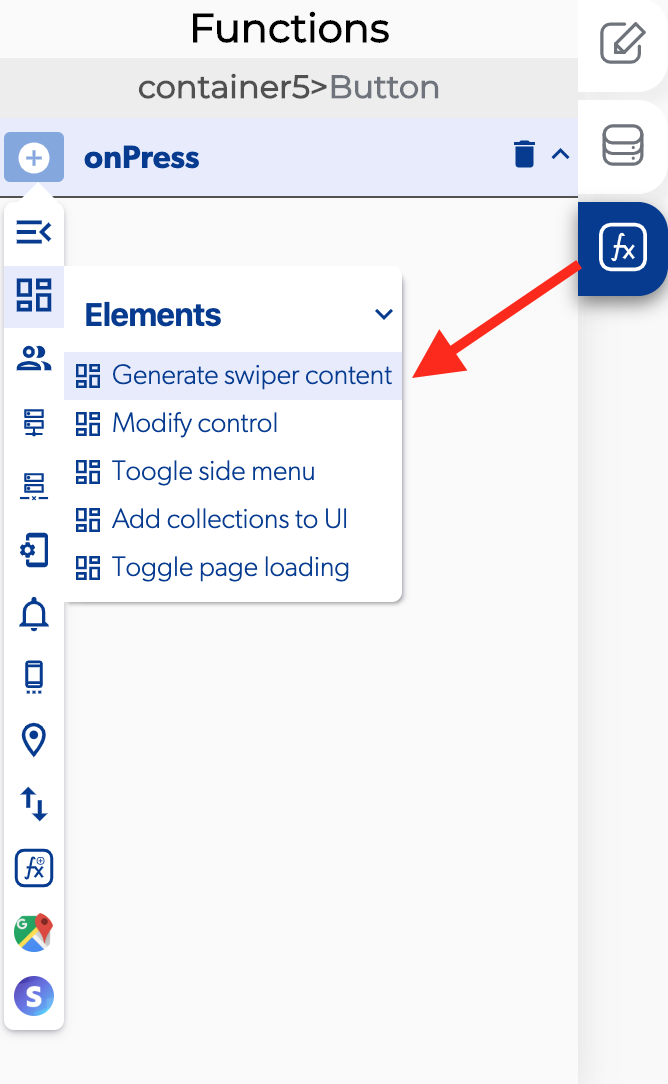 Functions
container5>Button
onPress
fx
Elements
Generate swiper content
Modify control
Toogle side menu
Add collections to UI
Toggle page loading
fx
G
S